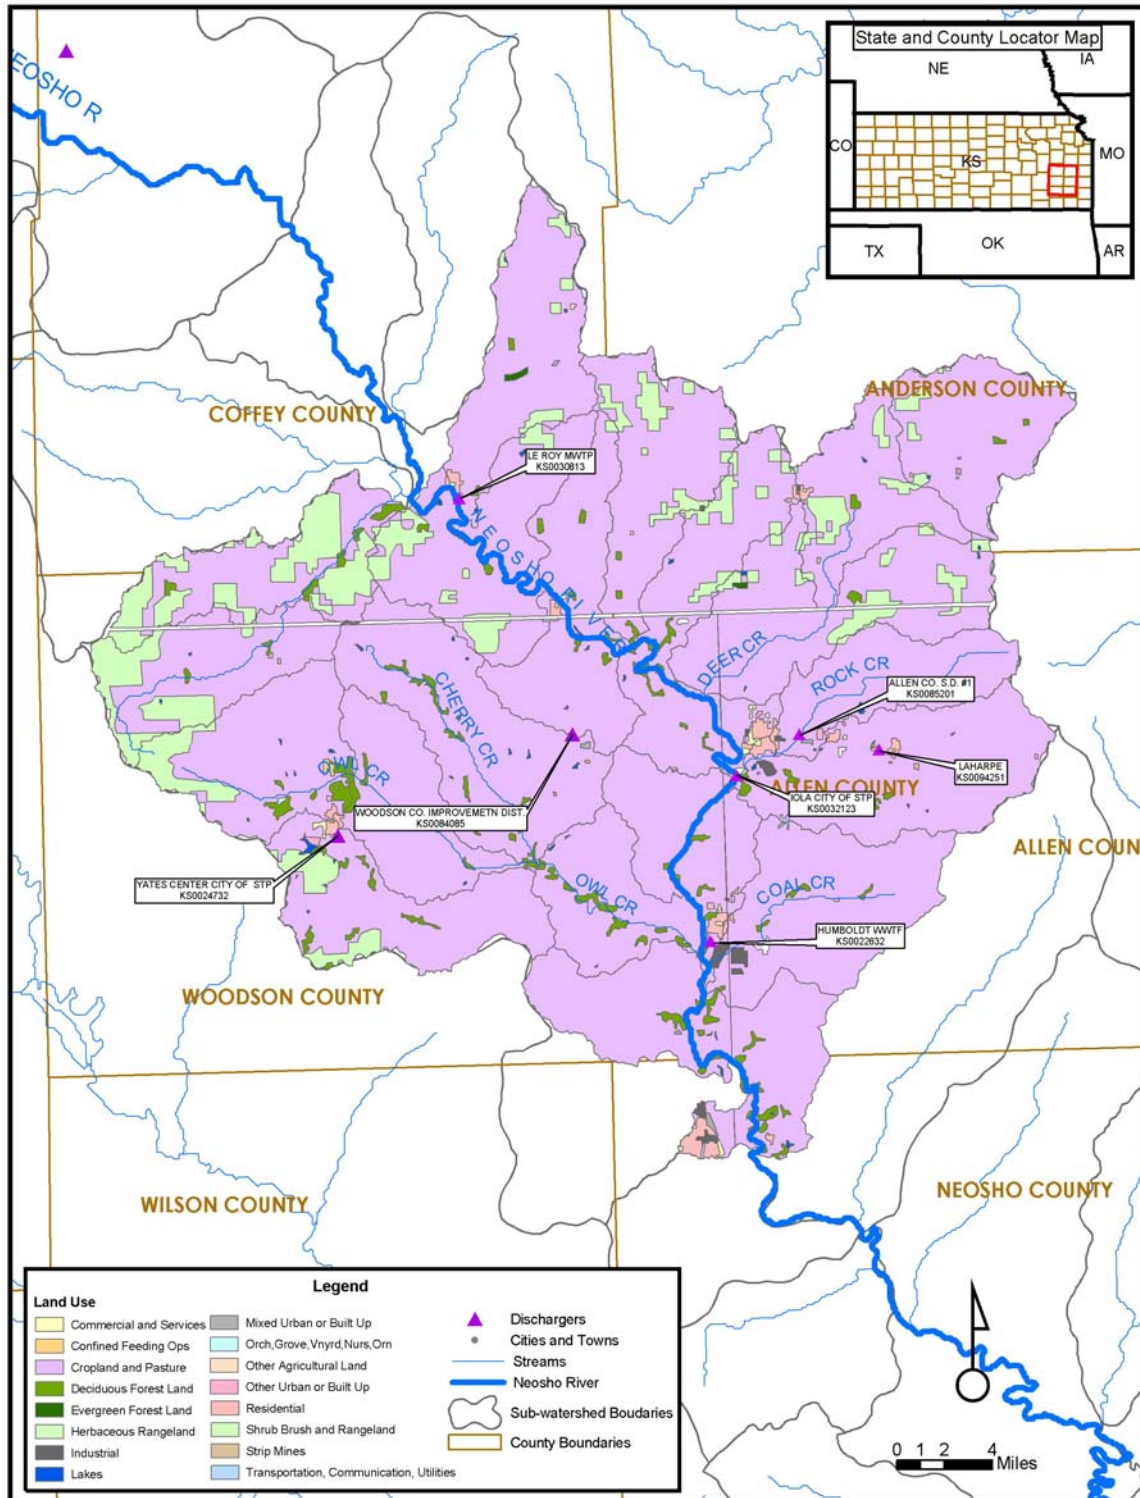 State and County Locator Map
NE
IA
CO
KS
MO
TX
OK
AR
EOSHO R
ANDERSON COUNTY
COFFEY COUNTY
LE ROY MWTP
KS0030813
NEOSHO RIVER
DEER CR
ROCK CR
CHERRY CR
ALLEN CO. S.D. #1
KS0085201
OWL CR
LAHARPE
KS0094251
ALLEN COUNTY
IOLA CITY OF STP
KS0032123
WOODSON CO. IMPROVEMETN DIST.
KS0084085
ALLEN COUN
YATES CENTER CITY OF STP
KS0024732
OWL CR
COAL CR
HUMBOLDT WWTF
KS0022632
WOODSON COUNTY
WILSON COUNTY
NEOSHO COUNTY
Legend
Land Use
Commercial and Services
Confined Feeding Ops
Cropland and Pasture
Deciduous Forest Land
Evergreen Forest Land
Herbaceous Rangeland
Industrial
Lakes
Mixed Urban or Built Up
Orch,Grove,Vnyrd,Nurs,Orn
Other Agricultural Land
Other Urban or Built Up
Residential
Shrub Brush and Rangeland
Strip Mines
Transportation, Communication, Utilities
Dischargers
Cities and Towns
Streams
Neosho River
Sub-watershed Boudaries
County Boundaries
0 1 2 4
Miles